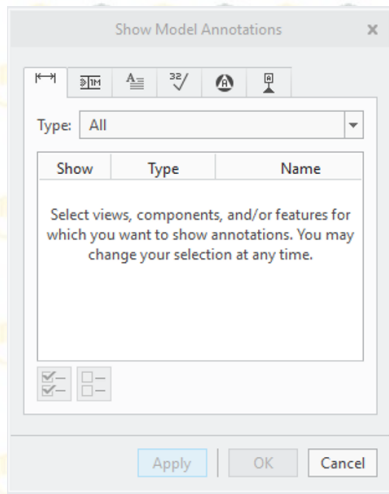 Show Model Annotations
32
A
Type: All
Show Type Name
Select views, components, and/or features for
which you want to show annotations. You may
change your selection at any time.
Apply OK Cancel